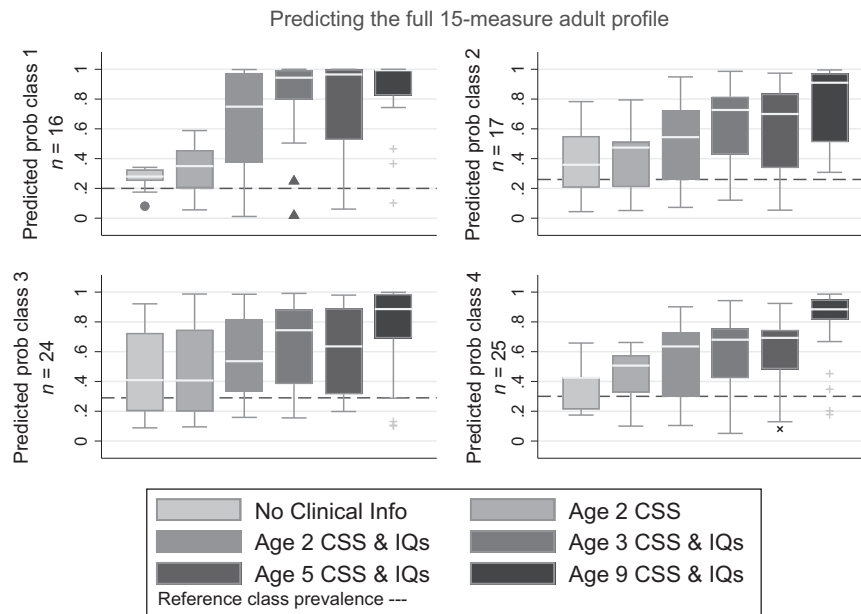 Predicting the full 15-measure adult profile
Predicted prob class 1
n = 16
1
.8
.6
.4
.2
0
Predicted prob class 2
n = 17
1
.8
.6
.4
.2
0
Predicted prob class 3
n = 24
1
.8
.6
.4
.2
0
Predicted prob class 4
n = 25
1
.8
.6
.4
.2
0
No Clinical Info
Age 2 CSS
Age 2 CSS & IQs
Age 3 CSS & IQs
Age 5 CSS & IQs
Age 9 CSS & IQs
Reference class prevalence ---